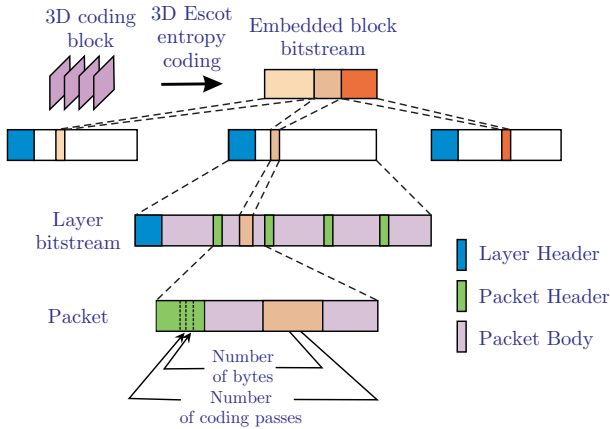 3D coding
block
3D Escot
entropy
coding
Embedded block
bitstream
Layer
bitstream
Layer Header
Packet Header
Packet Body
Packet
Number
of bytes
Number
of coding passes